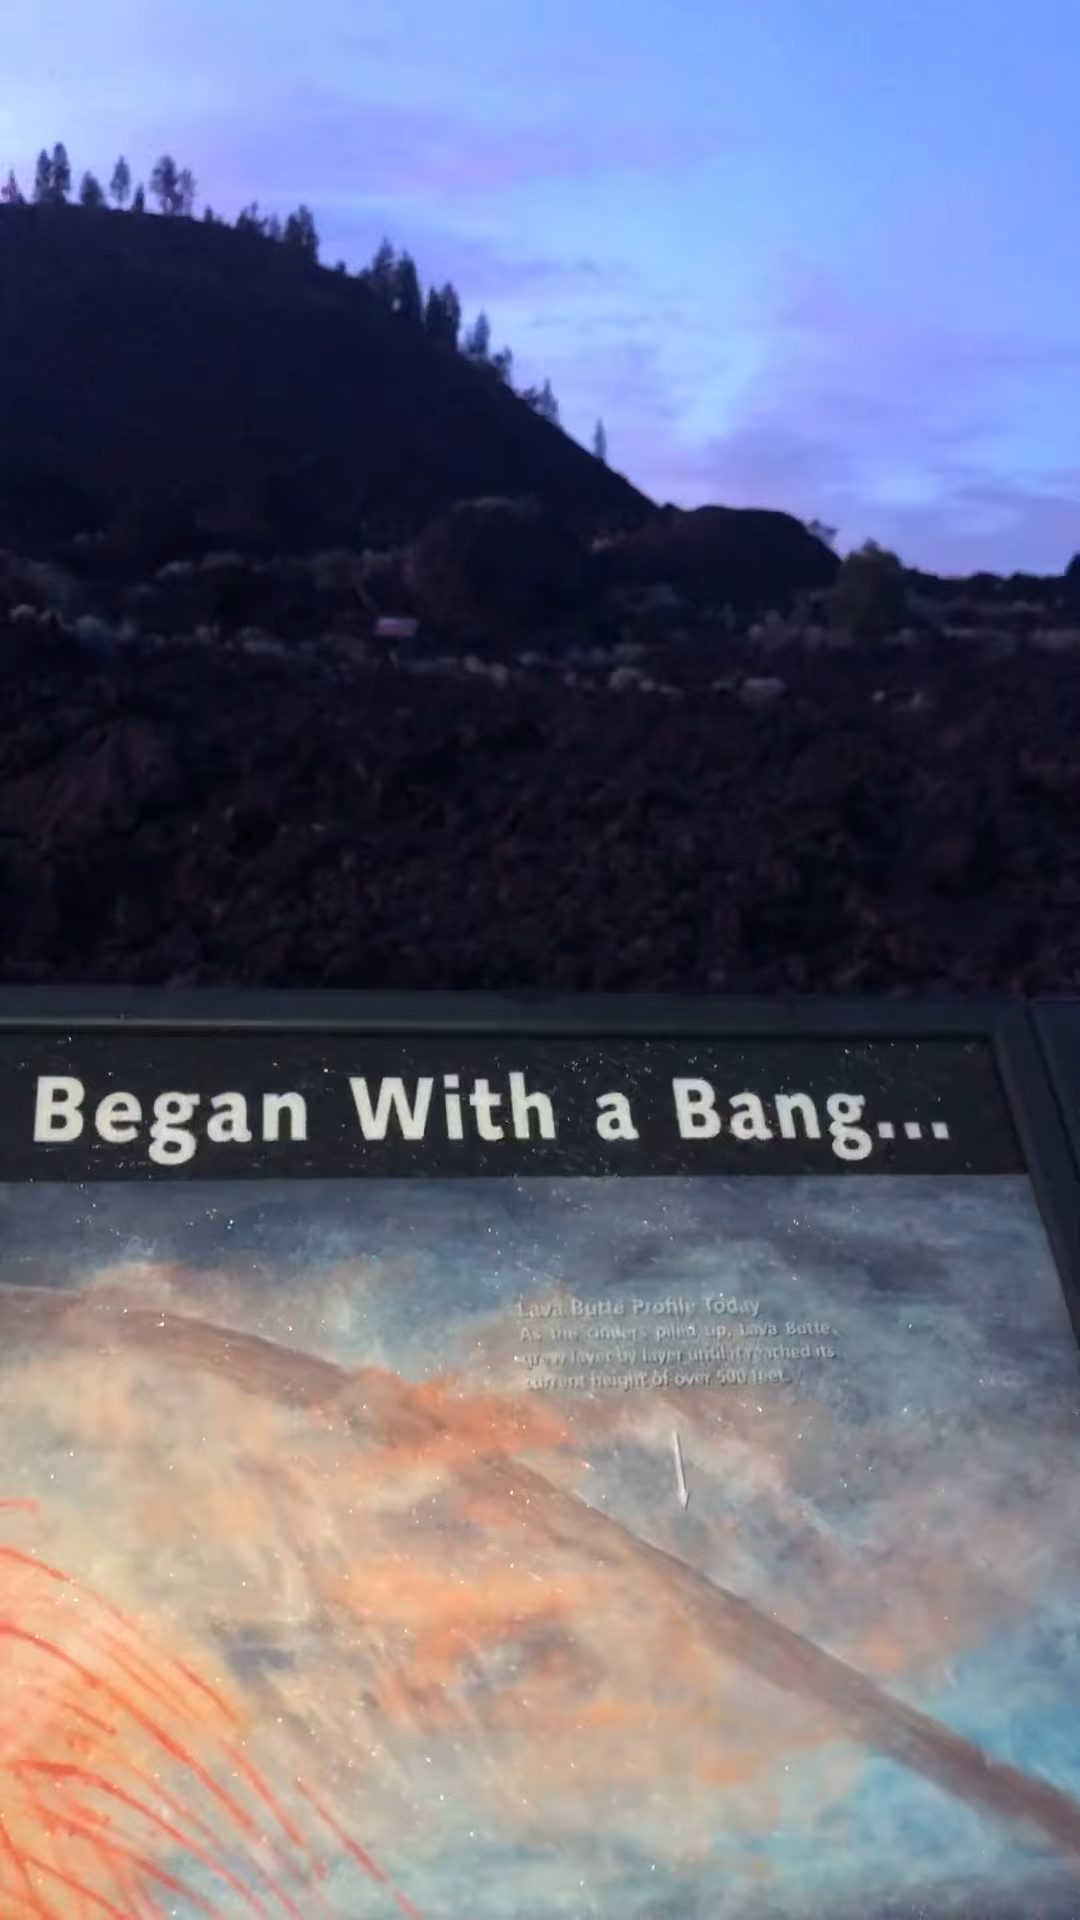 Began With a Bang...
Lava Butte Profile Today
As the cinders piled up, Lava Butte,
grew layer by layer until it reached its
current height of over 500 feet.